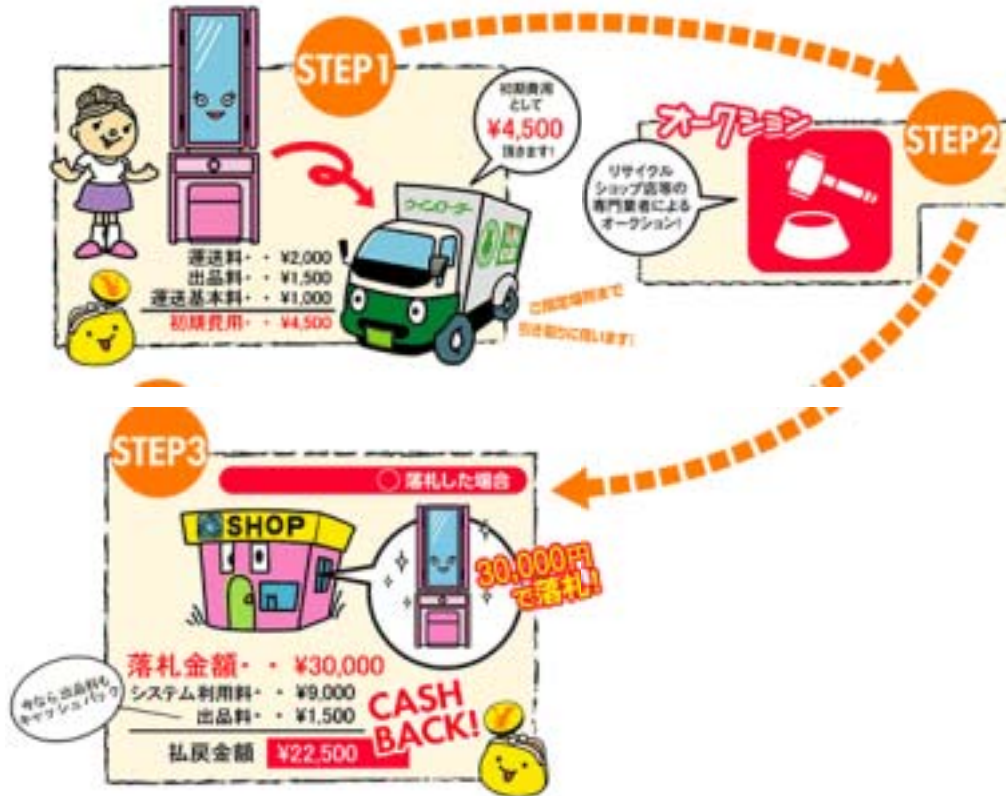 STEP1
初期費用
として
¥4,500
頂きます!
ツインローダー
運送料・・¥2,000
出品料・・¥1,500
運送基本料・・¥1,000
初期費用・・¥4,500
ご指定場所まで
引き取りに伺います!
オークション
STEP2
リサイクル
ショップ店等の
専門業者による
オークション!
STEP3
○落札した場合
SHOP
30,000円
で落札!
落札金額・・¥30,000
システム利用料・・¥9,000
出品料・・¥1,500
今なら出品料も
キャッシュバック
CASH
BACK!
払戻金額 ¥22,500